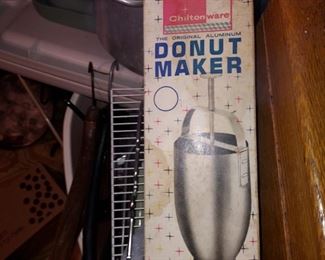 Chiltonware
THE ORIGINAL ALUMINUM
DONUT
MAKER